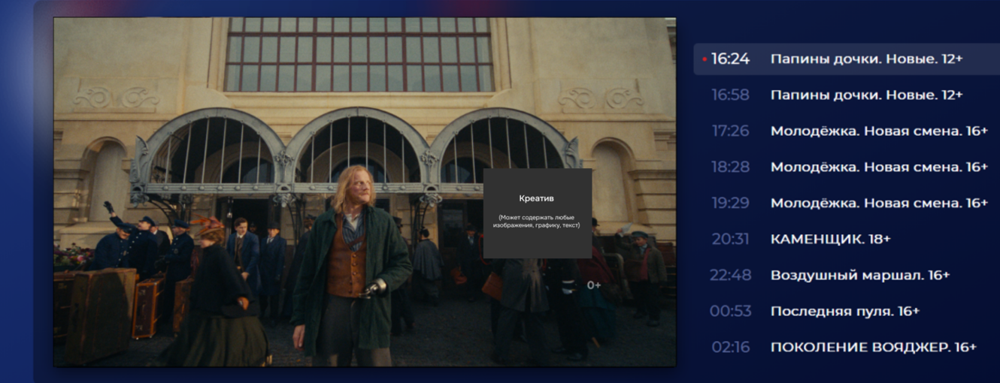 Креатив
(Может содержать любые
изображения, графику, текст)
0+
16:24 Папины дочки. Новые. 12+
16:58 Папины дочки. Новые. 12+
17:26 Молодёжка. Новая смена. 16+
18:28 Молодёжка. Новая смена. 16+
19:29 Молодёжка. Новая смена. 16+
20:31 КАМЕНЩИК. 18+
22:48 Воздушный маршал. 16+
00:53 Последняя пуля. 16+
02:16 ПОКОЛЕНИЕ ВОЯДЖЕР. 16+